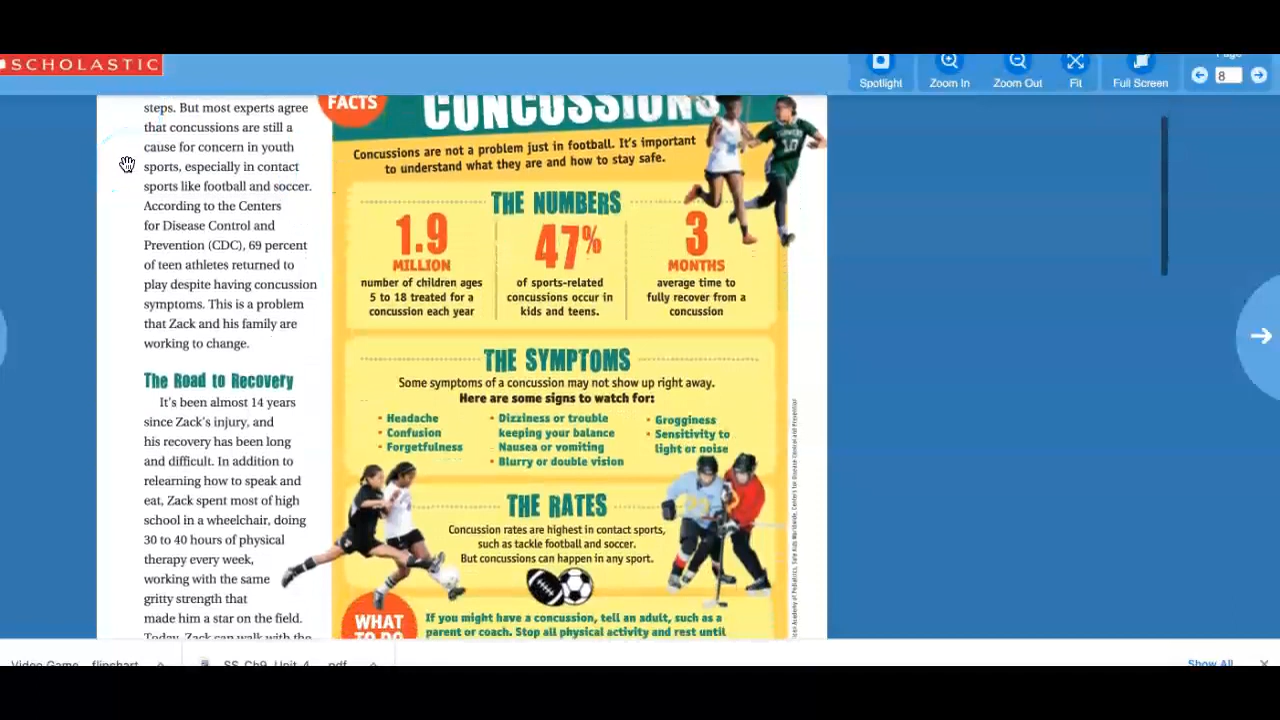 SCHOLASTIC
Spotlight
Zoom In
Zoom Out
Fit
Full Screen
8
steps. But most experts agree
that concussions are still a
cause for concern in youth
sports, especially in contact
sports like football and soccer.
According to the Centers
for Disease Control and
Prevention (CDC), 69 percent
of teen athletes returned to
play despite having concussion
symptoms. This is a problem
that Zack and his family are
working to change.
The Road to Recovery
It's been almost 14 years
since Zack's injury, and
his recovery has been long
and difficult. In addition to
relearning how to speak and
eat, Zack spent most of high
school in a wheelchair, doing
30 to 40 hours of physical
therapy every week,
working with the same
gritty strength that
made him a star on the field.
Today, Zack can walk with the
FACTS
CONCUSSIONS
Concussions are not a problem just in football. It's important
to understand what they are and how to stay safe.
THE NUMBERS
1.9
MILLION
number of children ages
5 to 18 treated for a
concussion each year
47%
of sports-related
concussions occur in
kids and teens.
3
MONTHS
average time to
fully recover from a
concussion
THE SYMPTOMS
Some symptoms of a concussion may not show up right away.
Here are some signs to watch for:
• Headache
• Confusion
• Forgetfulness
• Dizziness or trouble
keeping your balance
• Nausea or vomiting
• Blurry or double vision
• Grogginess
• Sensitivity to
light or noise
THE RATES
Concussion rates are highest in contact sports,
such as tackle football and soccer.
But concussions can happen in any sport.
WHAT
TO DO
If you might have a concussion, tell an adult, such as a
parent or coach. Stop all physical activity and rest until
10
Video Game....flipchart
SS_Ch9_Unit_4....pdf
Show All